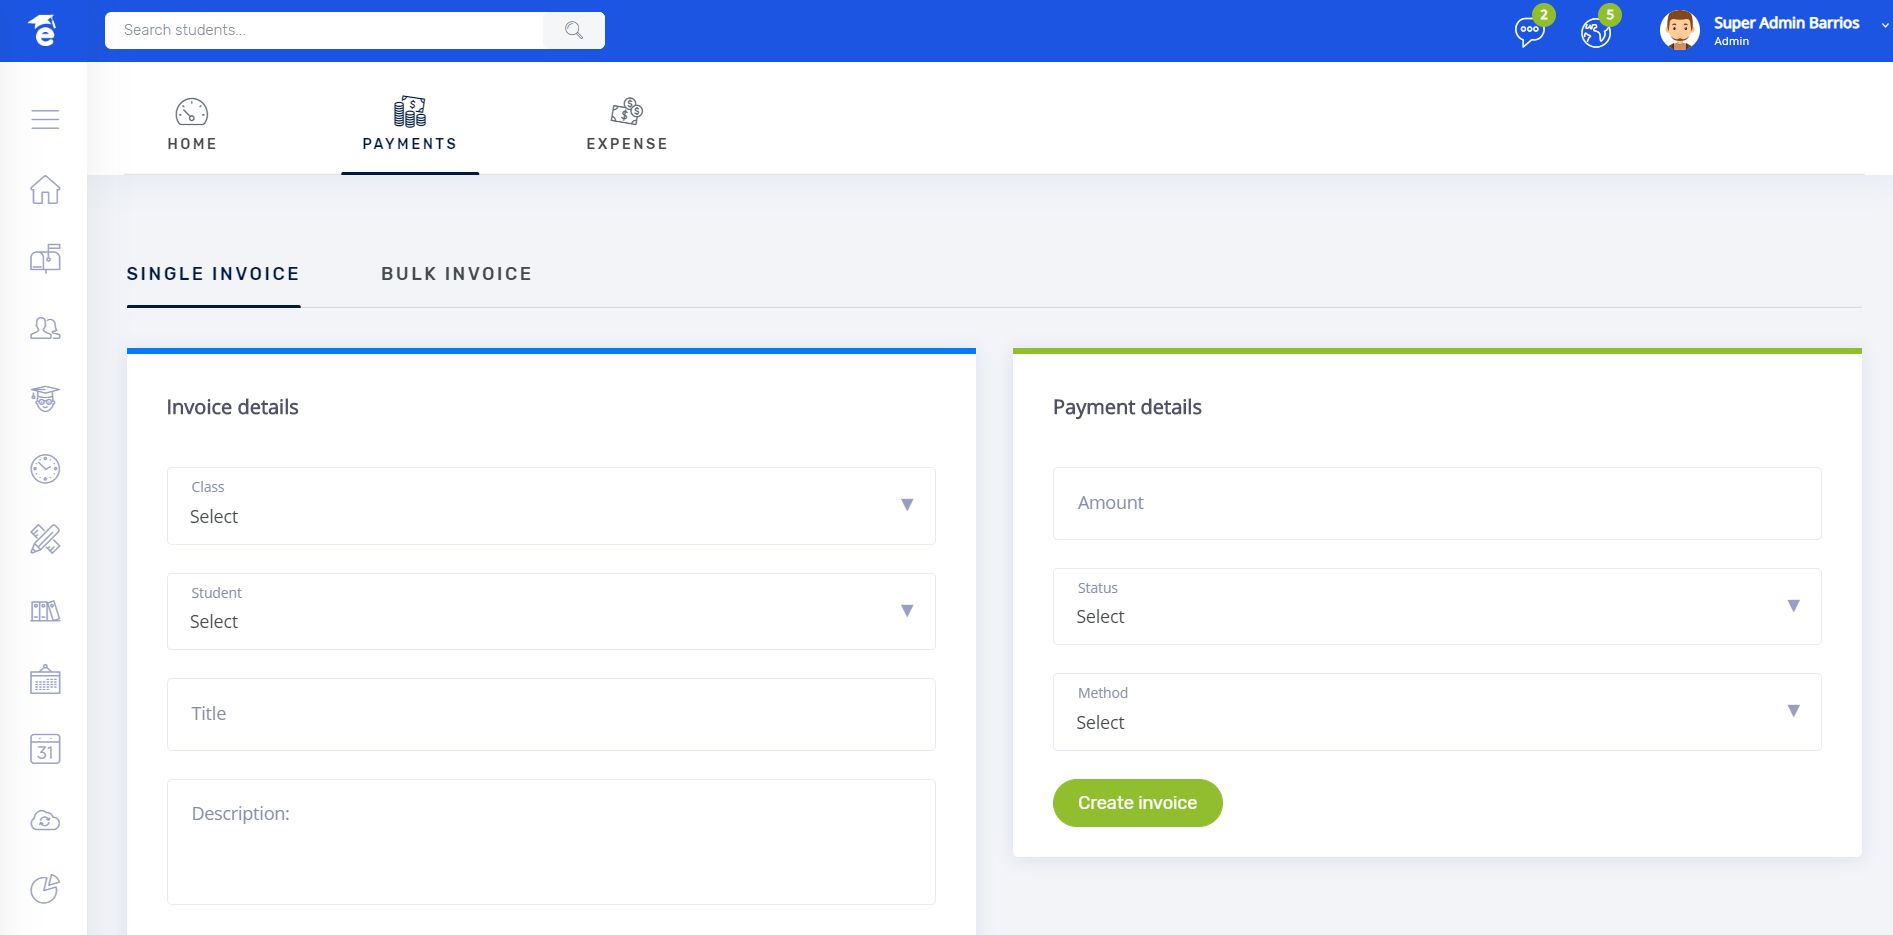 e
Search students...
2
5
Super Admin Barrios
Admin
HOME
PAYMENTS
EXPENSE
SINGLE INVOICE
BULK INVOICE
Invoice details
Class
Select
Student
Select
Title
Description:
Payment details
Amount
Status
Select
Method
Select
Create invoice
31